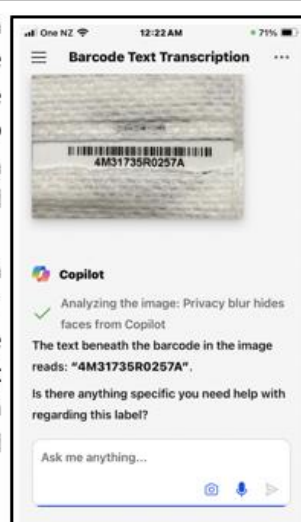 One NZ 12:22 AM 71%
Barcode Text Transcription
4M31735R0257A
Copilot
Analyzing the image: Privacy blur hides
faces from Copilot
The text beneath the barcode in the image
reads: “4M31735R0257A”.
Is there anything specific you need help with
regarding this label?
Ask me anything...